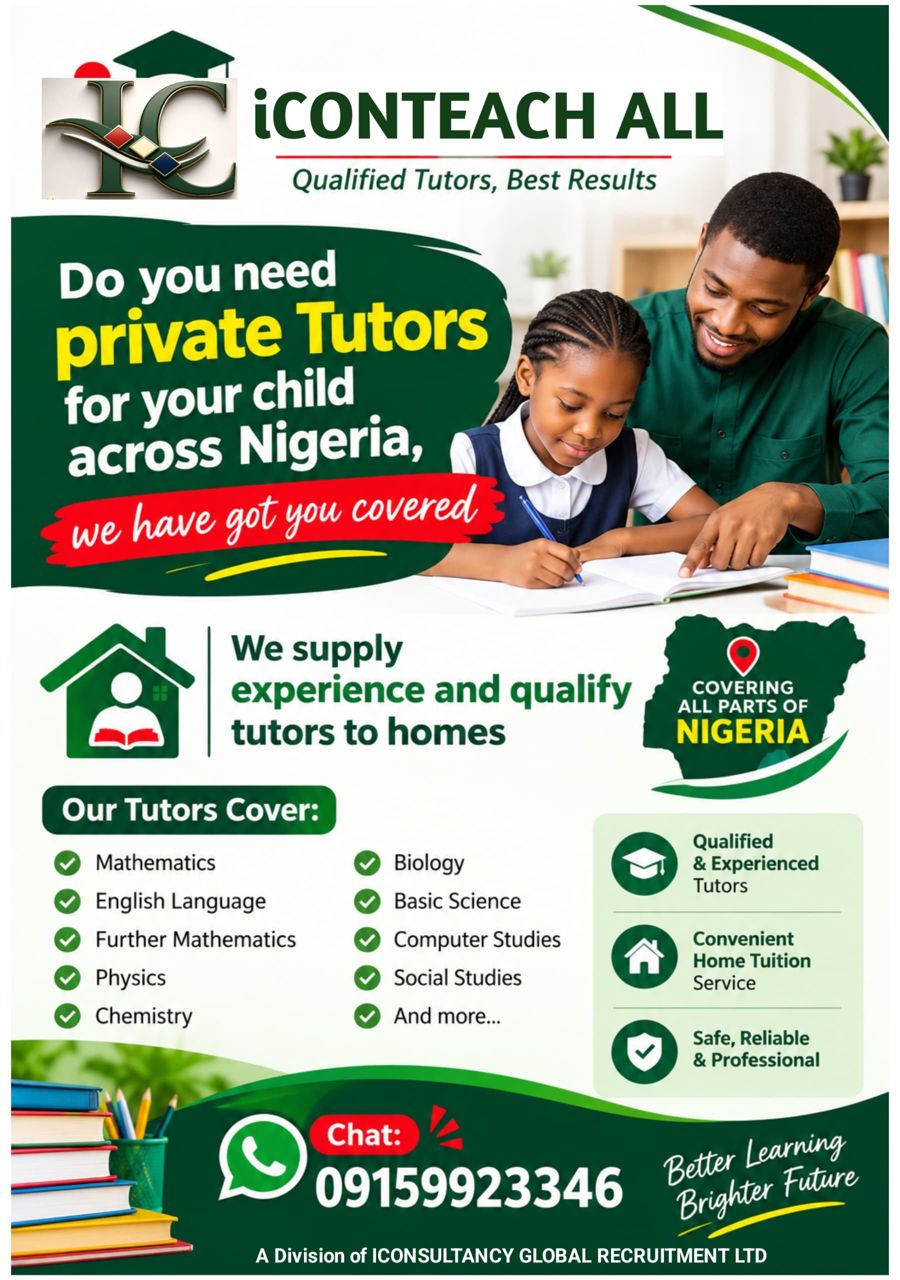 IC
iCONTEACH ALL
Qualified Tutors, Best Results
Do you need
private Tutors
for your child
across Nigeria,
we have got you covered
We supply
experience and qualify
tutors to homes
COVERING
ALL PARTS OF
NIGERIA
Our Tutors Cover:
Mathematics
English Language
Further Mathematics
Physics
Chemistry
Biology
Basic Science
Computer Studies
Social Studies
And more...
Qualified
& Experienced
Tutors
Convenient
Home Tuition
Service
Safe, Reliable
& Professional
Chat:
09159923346
Better Learning
Brighter Future
A Division of ICONSULTANCY GLOBAL RECRUITMENT LTD